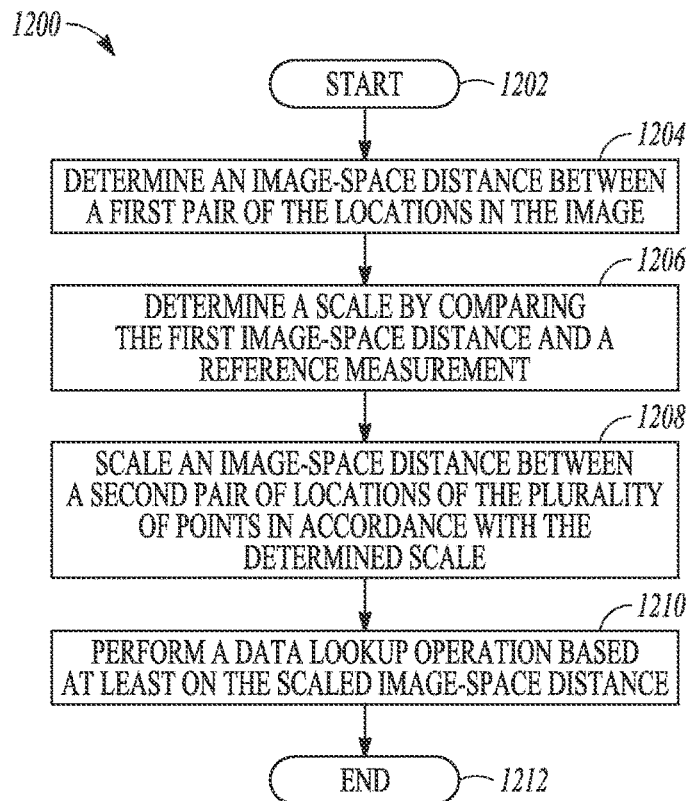 1200
START
1202
1204
DETERMINE AN IMAGE-SPACE DISTANCE BETWEEN
A FIRST PAIR OF THE LOCATIONS IN THE IMAGE
1206
DETERMINE A SCALE BY COMPARING
THE FIRST IMAGE-SPACE DISTANCE AND A
REFERENCE MEASUREMENT
1208
SCALE AN IMAGE-SPACE DISTANCE BETWEEN
A SECOND PAIR OF LOCATIONS OF THE PLURALITY
OF POINTS IN ACCORDANCE WITH THE
DETERMINED SCALE
1210
PERFORM A DATA LOOKUP OPERATION BASED
AT LEAST ON THE SCALED IMAGE-SPACE DISTANCE
END
1212